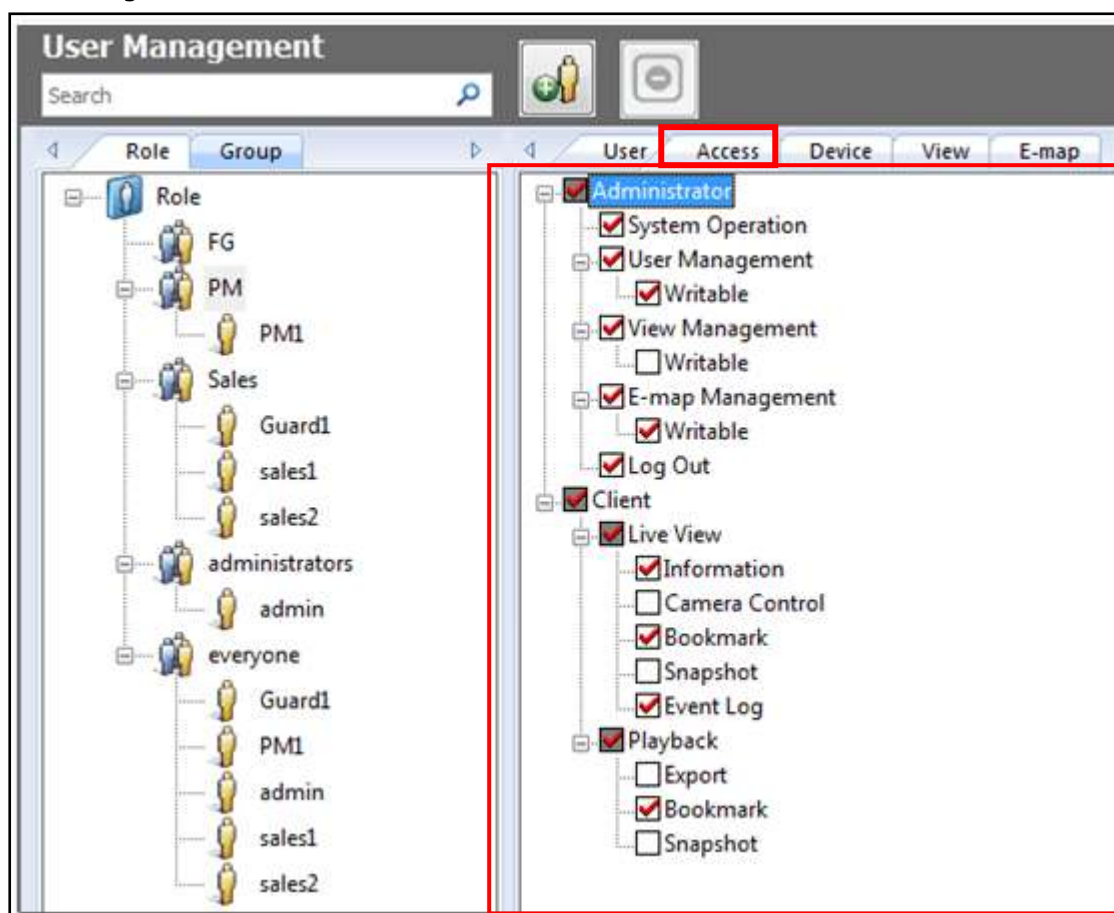 User Management
Search
Role Group
Role
FG
PM
PM1
Sales
Guard1
sales1
sales2
administrators
admin
everyone
Guard1
PM1
admin
sales1
sales2
User Access Device View E-map
Administrator
System Operation
User Management
Writable
View Management
Writable
E-map Management
Writable
Log Out
Client
Live View
Information
Camera Control
Bookmark
Snapshot
Event Log
Playback
Export
Bookmark
Snapshot